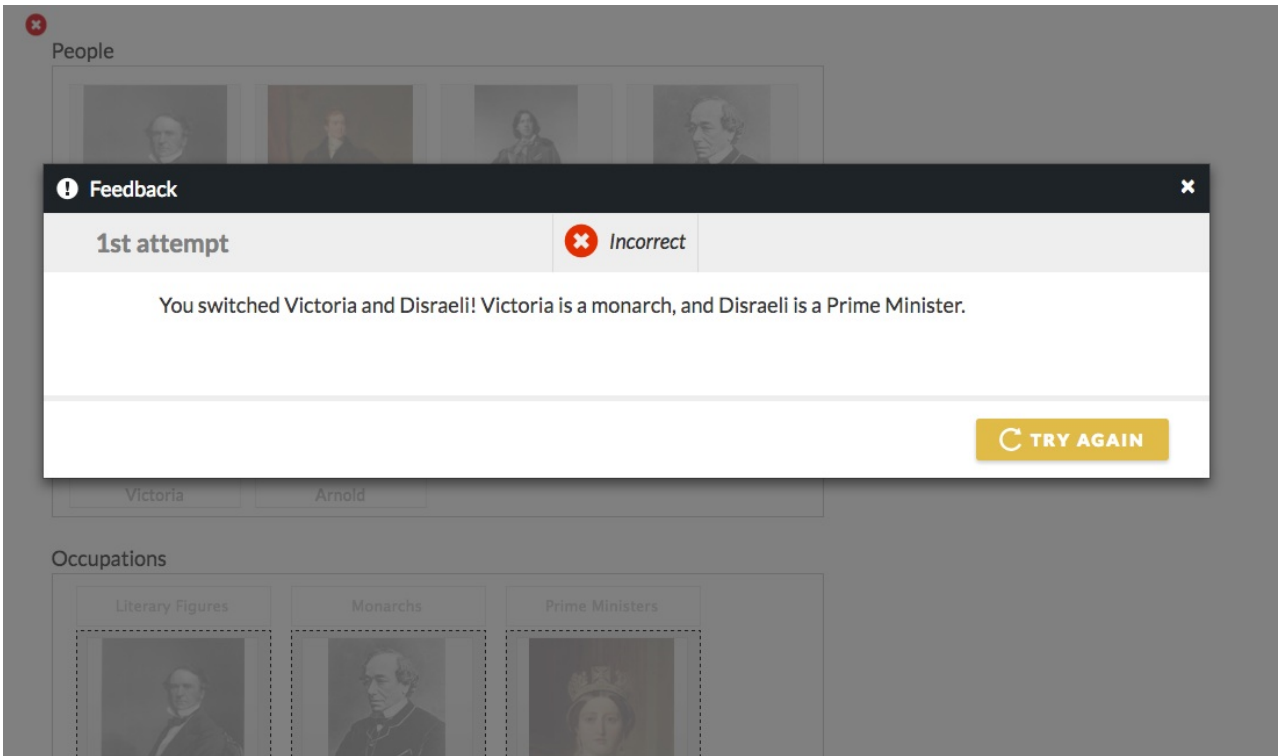 People
Feedback
1st attempt
Incorrect
You switched Victoria and Disraeli! Victoria is a monarch, and Disraeli is a Prime Minister.
TRY AGAIN
Victoria
Arnold
Occupations
Literary Figures
Monarchs
Prime Ministers